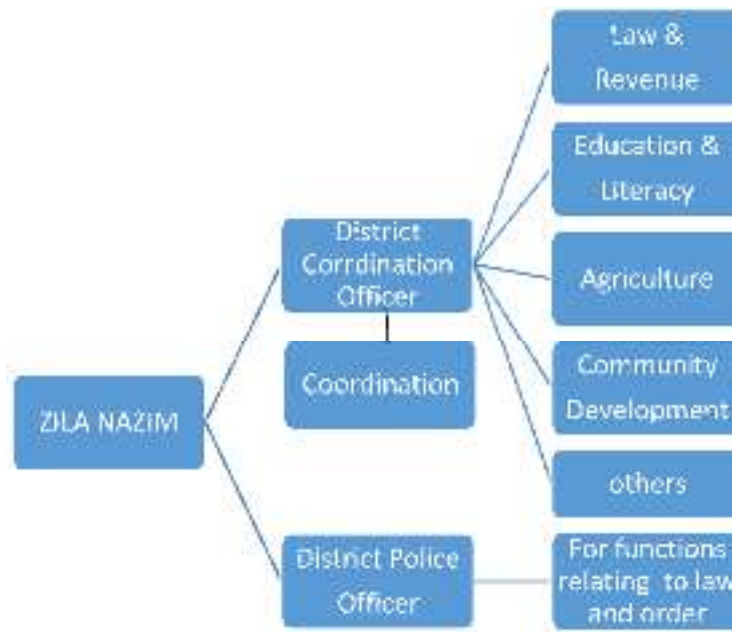 Law &
Revenue
Education &
Literacy
District
Corrdination
Officer
Agriculture
Coordination
Community
Development
ZILA NAZIM
others
District Police
Officer
For functions
relating to law
and order